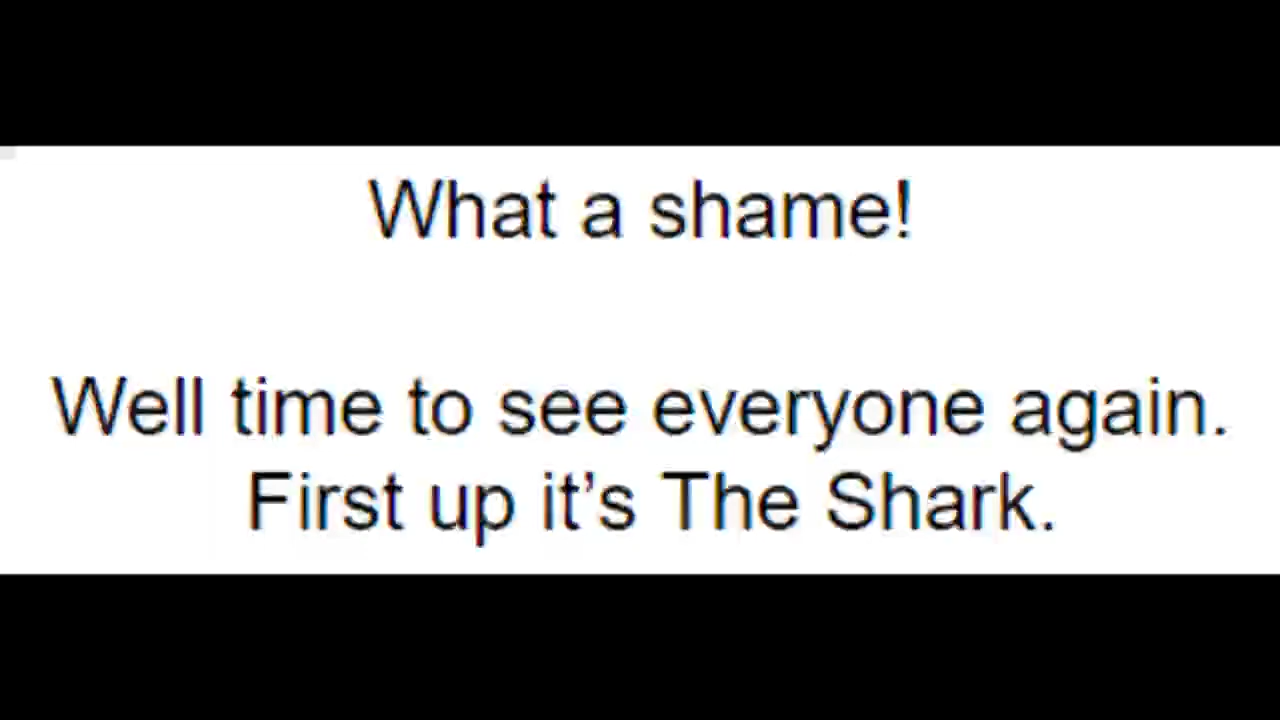 What a shame!
Well time to see everyone again.
First up it’s The Shark.